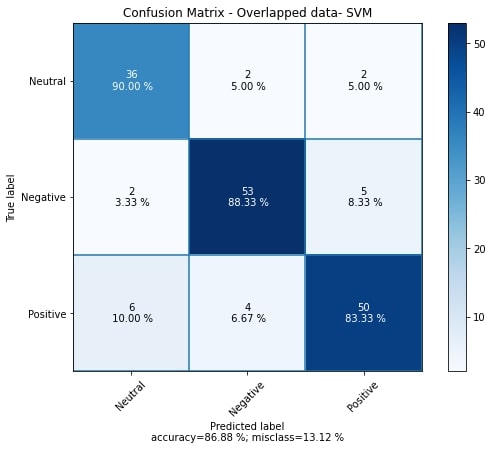 Confusion Matrix - Overlapped data- SVM
50
40
30
20
10
True label
Neutral
36
90.00 %
2
5.00 %
2
5.00 %
Negative
2
3.33 %
53
88.33 %
5
8.33 %
Positive
6
10.00 %
4
6.67 %
50
83.33 %
Neutral
Negative
Positive
Predicted label
accuracy=86.88 %; misclass=13.12 %